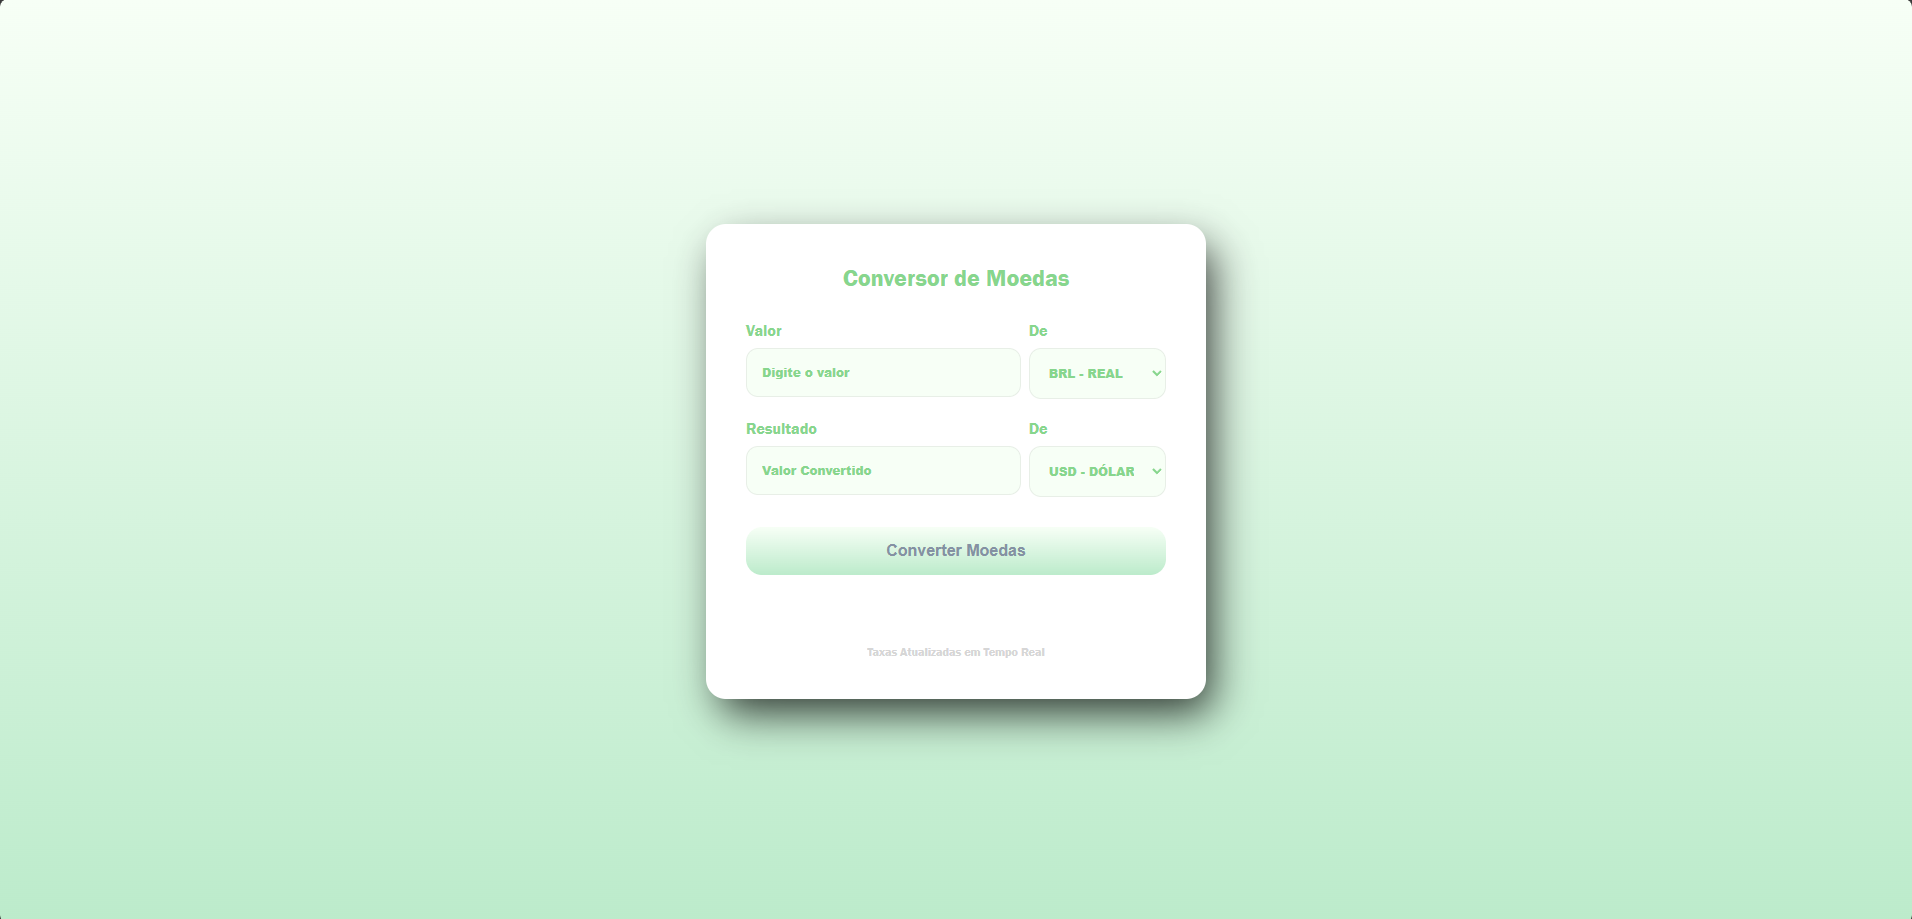 Conversor de Moedas
Valor
De
Digite o valor
BRL - REAL
Resultado
De
Valor Convertido
USD - DÓLAR
Converter Moedas
Taxas Atualizadas em Tempo Real